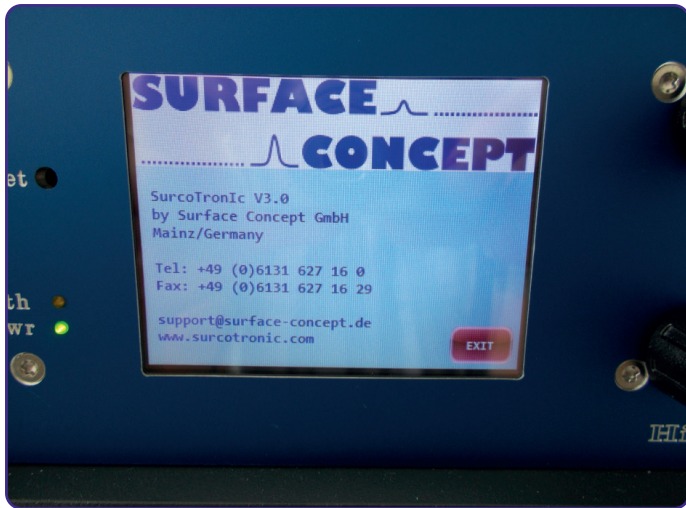 SURFACE
CONCEPT
et
SurcoTronIc V3.0
by Surface Concept GmbH
Mainz/Germany
Tel: +49 (0)6131 627 16 0
Fax: +49 (0)6131 627 16 29
th
wr
support@surface-concept.de
www.surcotronic.com
EXIT